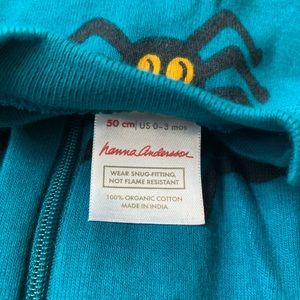 50 cm | US 0-3 mos
hanna Andersson
WEAR SNUG-FITTING,
NOT FLAME RESISTANT
100% ORGANIC COTTON
MADE IN INDIA